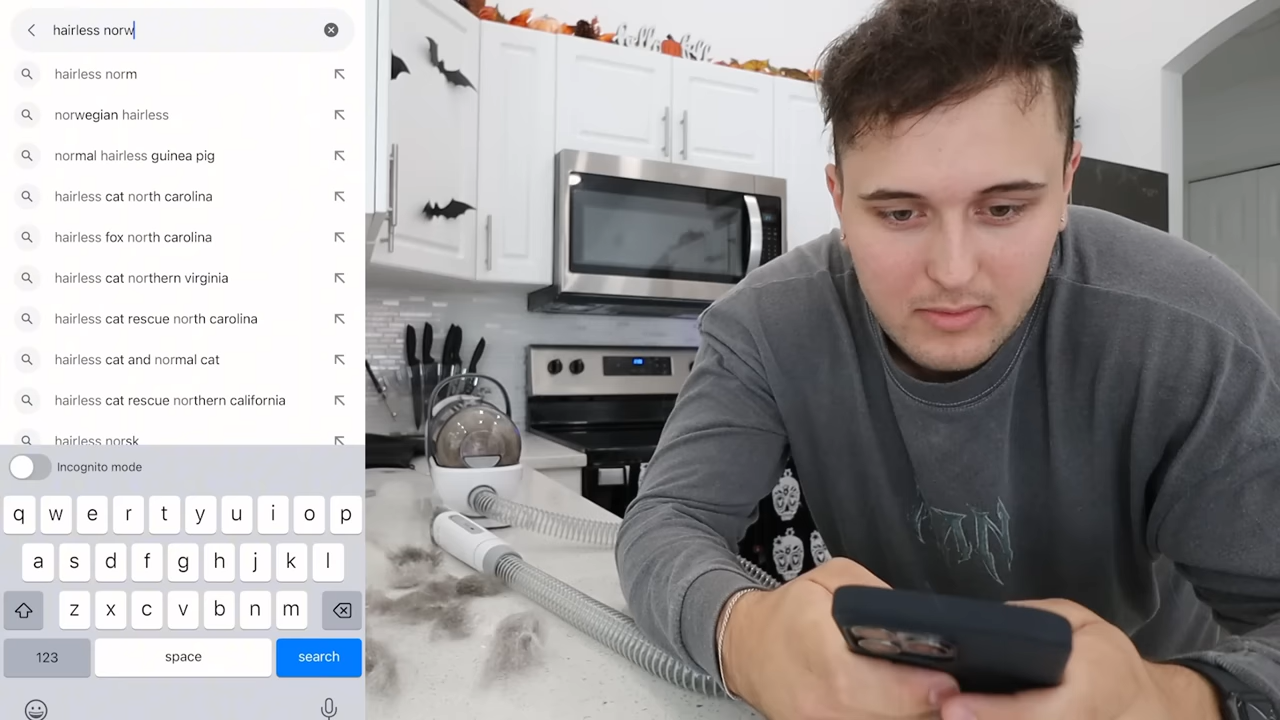 hairless norw
hairless norm
norwegian hairless
normal hairless guinea pig
hairless cat north carolina
hairless fox north carolina
hairless cat northern virginia
hairless cat rescue north carolina
hairless cat and normal cat
hairless cat rescue northern california
hairless norsk
Incognito mode
q w e r t y u i o p
a s d f g h j k l
z x c v b n m
123 space search
hello fall